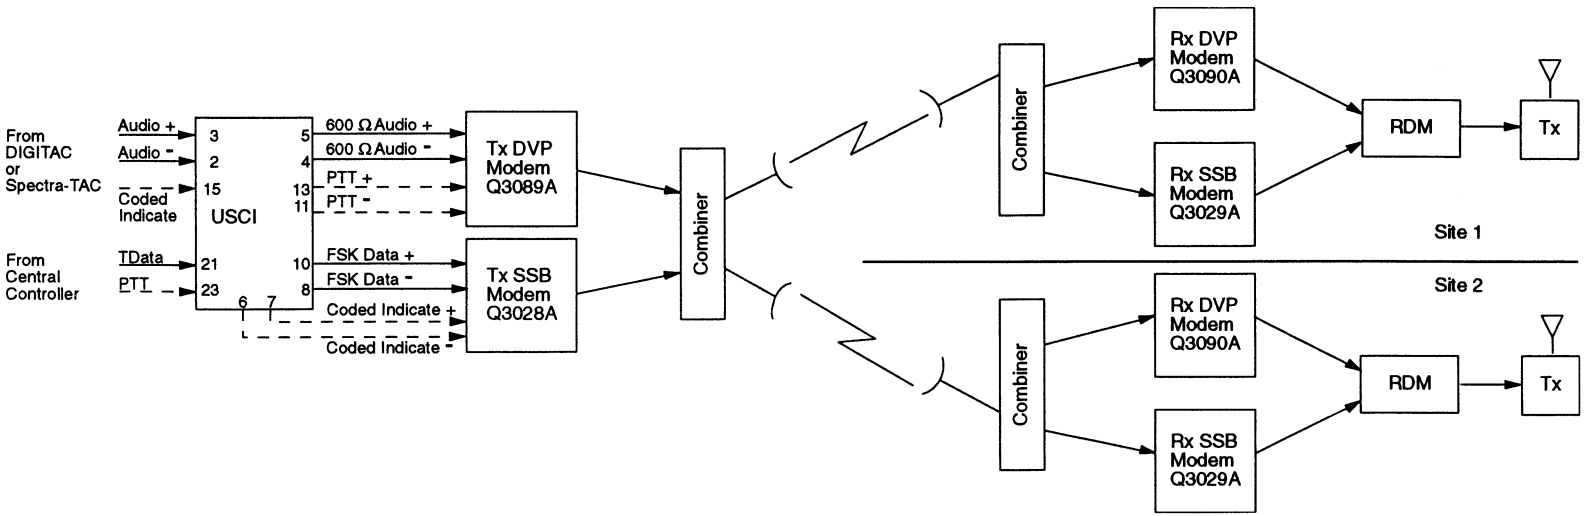 From
DIGITAC
or
Spectra-TAC
Audio +
Audio -
Coded
Indicate
From
Central
Controller
TData
PTT
3
2
15
USCI
21
23
6
7
5
4
13
11
10
8
600 Ω Audio +
600 Ω Audio -
PTT +
PTT -
FSK Data +
FSK Data -
Coded Indicate +
Coded Indicate -
Tx DVP
Modem
Q3089A
Tx SSB
Modem
Q3028A
Combiner
Combiner
Rx DVP
Modem
Q3090A
Rx SSB
Modem
Q3029A
RDM
Tx
Site 1
Site 2
Combiner
Rx DVP
Modem
Q3090A
Rx SSB
Modem
Q3029A
RDM
Tx